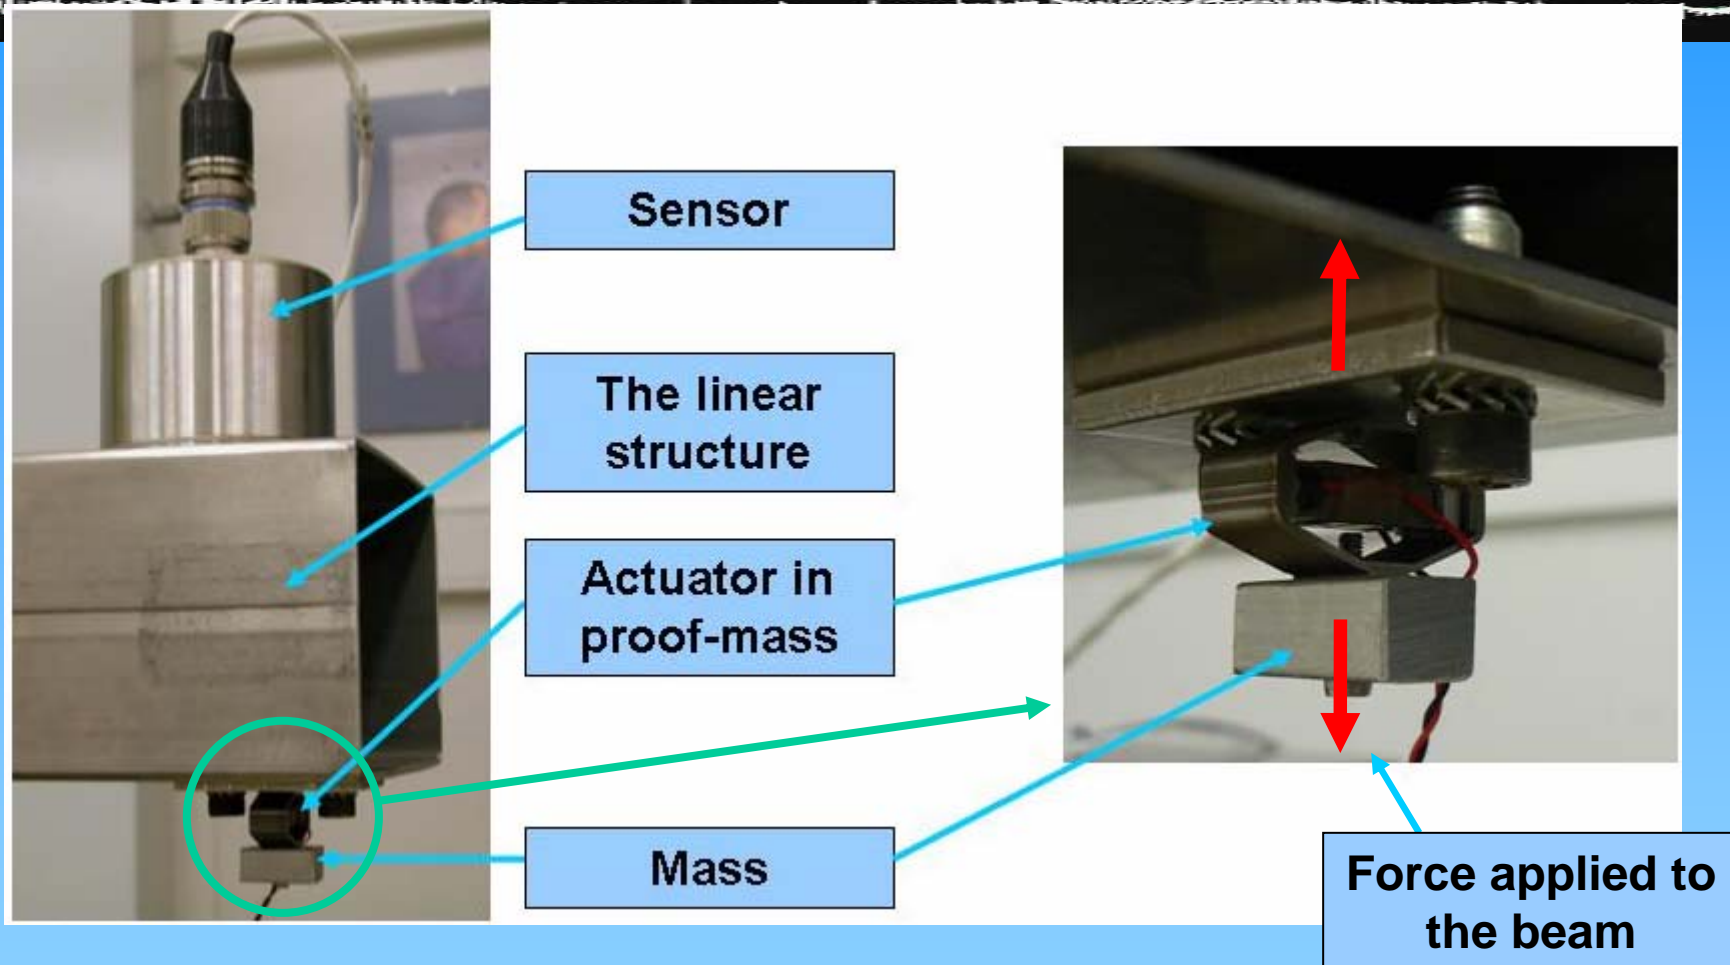 Sensor
The linear
structure
Actuator in
proof-mass
Mass
Force applied to
the beam